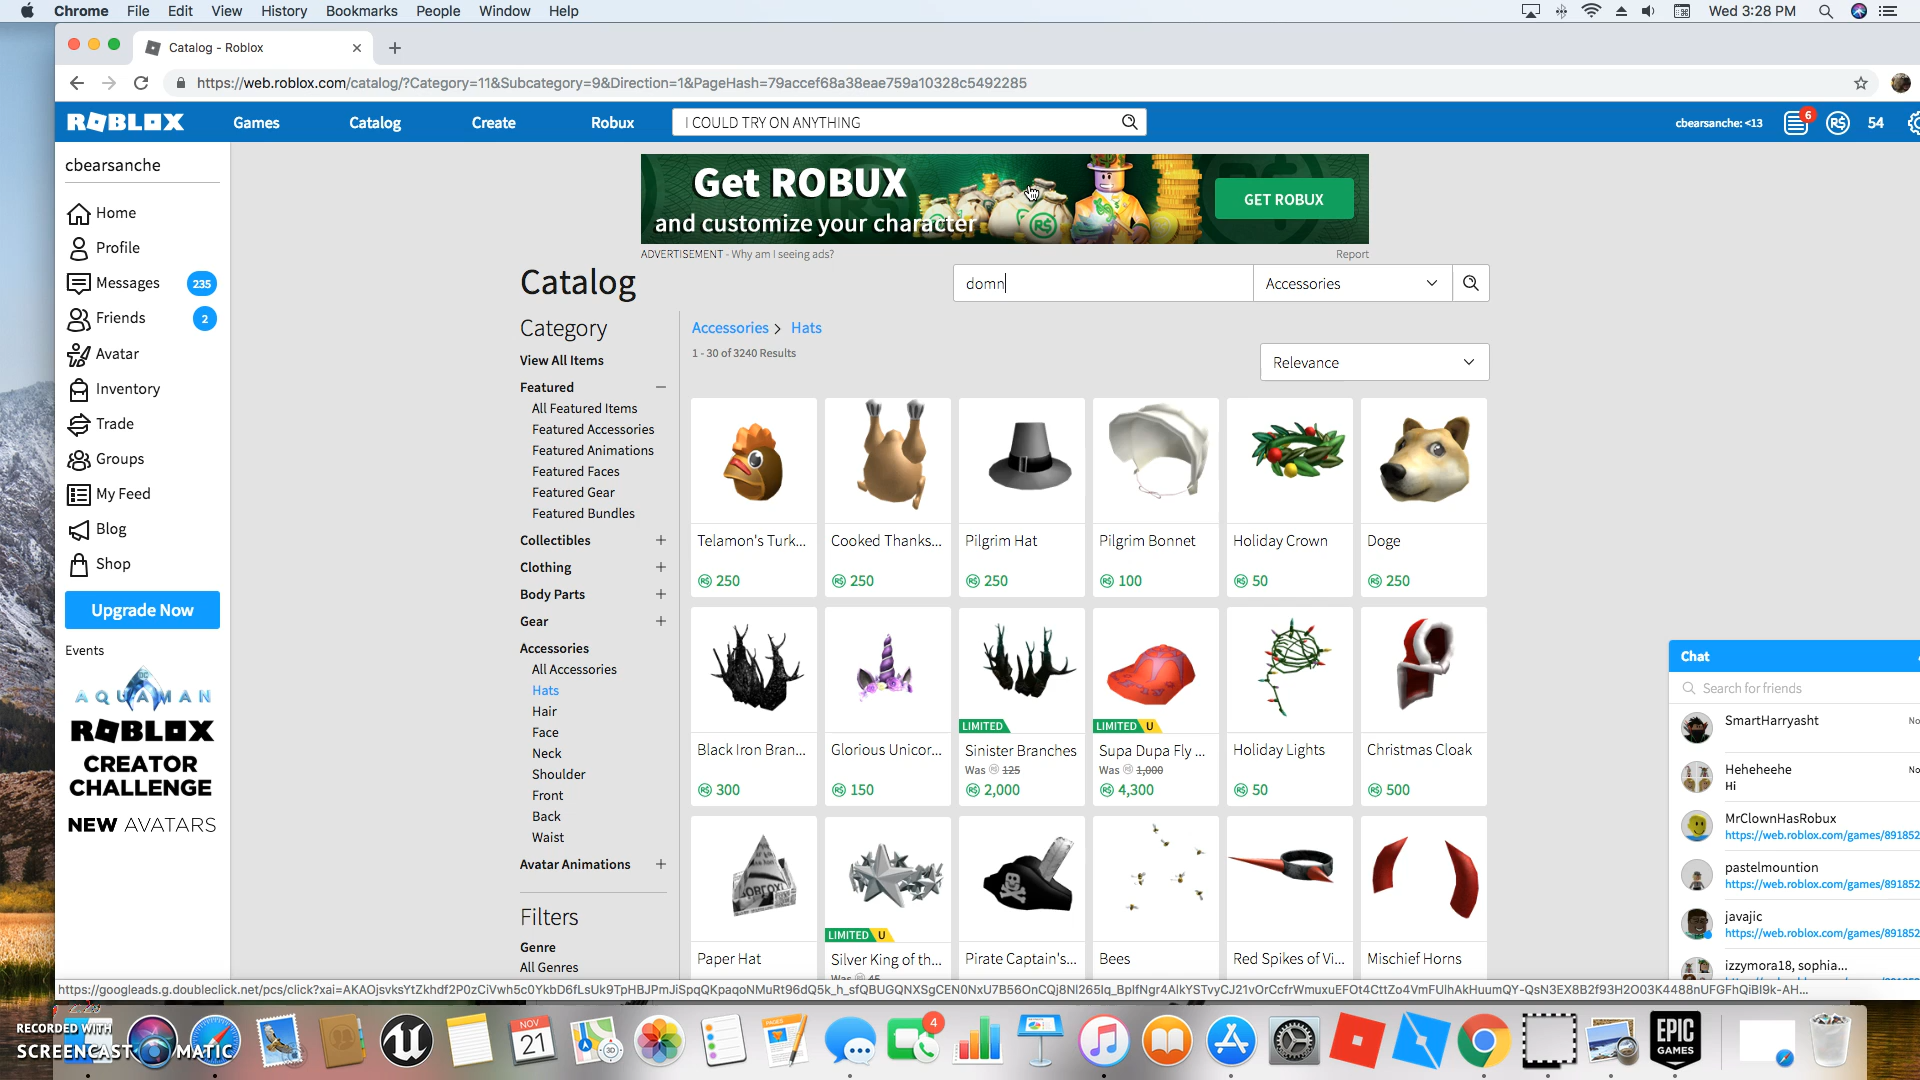 Chrome File Edit View History Bookmarks People Window Help
Wed 3:28 PM
Catalog - Roblox
https://web.roblox.com/catalog/?Category=11&Subcategory=9&Direction=1&PageHash=79accef68a38eae759a10328c5492285
ROBLOX Games Catalog Create Robux
I COULD TRY ON ANYTHING
cbearsanche: <13 6 54
cbearsanche
Home
Profile
Messages 235
Friends 2
Avatar
Inventory
Trade
Groups
My Feed
Blog
Shop
Upgrade Now
Events
AQUAMAN
ROBLOX
CREATOR
CHALLENGE
NEW AVATARS
Get ROBUX
and customize your character
GET ROBUX
ADVERTISEMENT - Why am I seeing ads?
Report
Catalog
domn
Accessories
Category
View All Items
Featured
All Featured Items
Featured Accessories
Featured Animations
Featured Faces
Featured Gear
Featured Bundles
Collectibles
Clothing
Body Parts
Gear
Accessories
All Accessories
Hats
Hair
Face
Neck
Shoulder
Front
Back
Waist
Avatar Animations
Filters
Genre
All Genres
Accessories > Hats
1 - 30 of 3240 Results
Relevance
Telamon's Turk... Cooked Thanks... Pilgrim Hat Pilgrim Bonnet Holiday Crown Doge
R$ 250 R$ 250 R$ 250 R$ 100 R$ 50 R$ 250
LIMITED LIMITED U
Black Iron Bran... Glorious Unicor... Sinister Branches Supa Dupa Fly ... Holiday Lights Christmas Cloak
Was R$ 125 Was R$ 1,000
R$ 300 R$ 150 R$ 2,000 R$ 4,300 R$ 50 R$ 500
LIMITED U
Paper Hat Silver King of th... Pirate Captain's... Bees Red Spikes of Vi... Mischief Horns
Was R$ 45
Chat
Search for friends
SmartHarryasht No
Heheheehe No
Hi
MrClownHasRobux
https://web.roblox.com/games/891852
pastelmountion
https://web.roblox.com/games/891852
javajic
https://web.roblox.com/games/891852
izzymora18, sophia...
RECORDED WITH
SCREENCAST MATIC
NOV
21
PAGES
3D
4
EPIC
GAMES